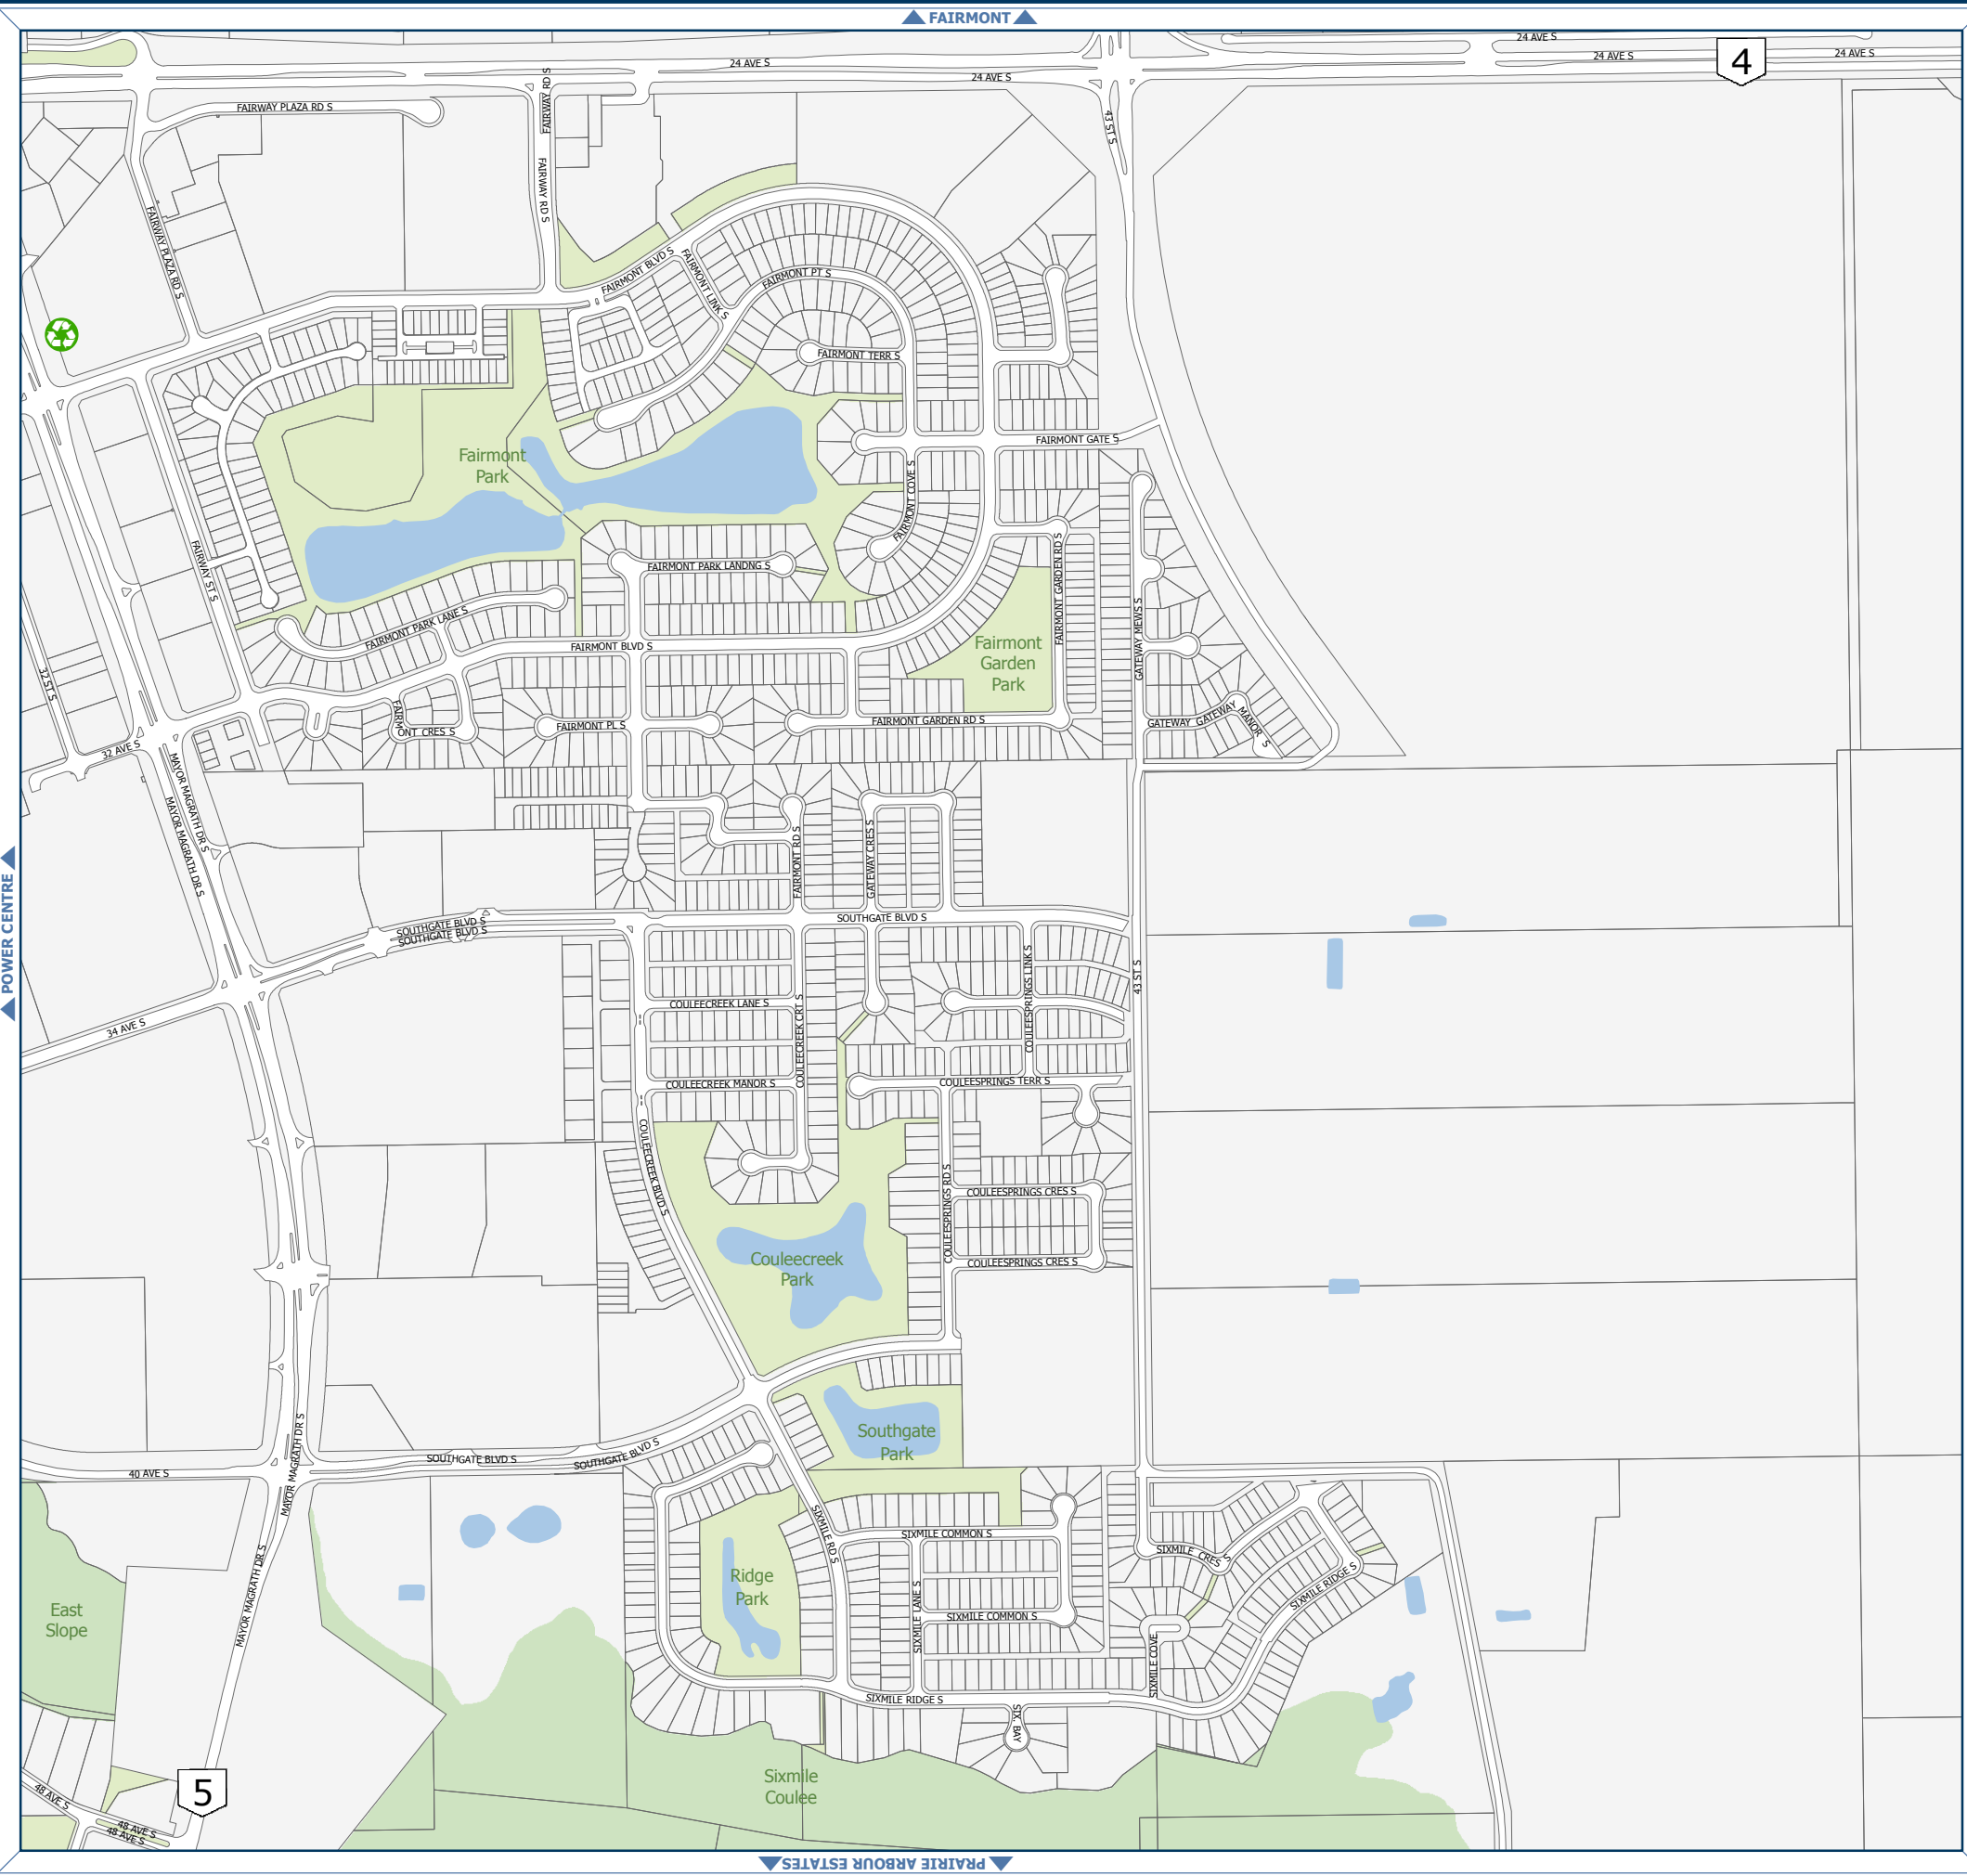 FAIRMONT
24 AVE S
24 AVE S
24 AVE S
24 AVE S
24 AVE S
4
FAIRWAY PLAZA RD S
FAIRWAY RD S
43 ST S
FAIRWAY RD S
FAIRWAY PLAZA RD S
FAIRMONT BLVD S
FAIRMONT LINK S
FAIRMONT PT S
FAIRMONT TERR S
FAIRMONT GATE S
Fairmont
Park
FAIRMONT COVE S
FAIRWAY ST S
FAIRMONT PARK LANDNG S
FAIRMONT GARDEN RD S
FAIRMONT PARK LANE S
FAIRMONT BLVD S
Fairmont
Garden
Park
GATEWAY MEWS S
32 ST S
FAIRM
ONT CRES S
FAIRMONT PL S
FAIRMONT GARDEN RD S
GATEWAY GATEWAY
MANOR S
32 AVE S
MAYOR MAGRATH DR S
MAYOR MAGRATH DR S
FAIRMONT RD S
GATEWAY CRES S
POWER CENTRE
SOUTHGATE BLVD S
SOUTHGATE BLVD S
SOUTHGATE BLVD S
43 ST S
COULEECREEK LANE S
COULEECREEK CRT S
COULEESPRINGS LINK S
34 AVE S
COULEECREEK MANOR S
COULEESPRINGS TERR S
COULEECREEK BLVD S
COULEESPRINGS RD S
COULEESPRINGS CRES S
COULEESPRINGS CRES S
Couleecreek
Park
Southgate
Park
SOUTHGATE BLVD S
SOUTHGATE BLVD S
40 AVE S
MAYOR MAGRATH DR S
MAYOR MAGRATH DR S
SIXMILE RD S
SIXMILE COMMON S
SIXMILE CRES S
Ridge
Park
SIXMILE LANE S
SIXMILE COMMON S
SIXMILE RIDGE S
East
Slope
SIXMILE COVE
SIXMILE RIDGE S
SIX. BAY
Sixmile
Coulee
5
48 AVE S
48 AVE S
48 AVE S
PRAIRIE ARBOUR ESTATES